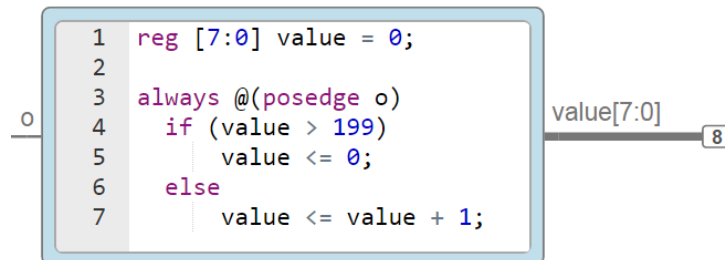 1 reg [7:0] value = 0;
2
3 always @(posedge o)
4 if (value > 199)
5 value <= 0;
6 else
7 value <= value + 1;
o
value[7:0]
8